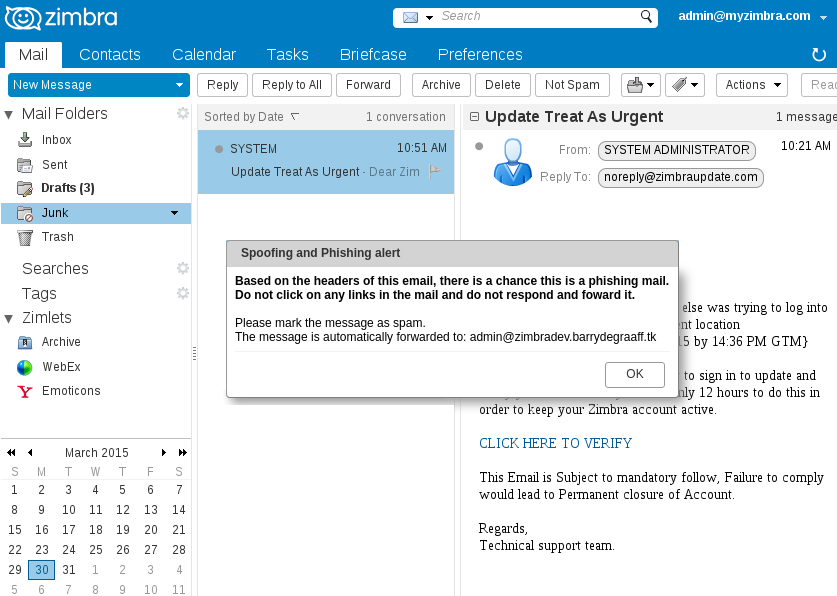 zimbra
Search
admin@myzimbra.com
Mail
Contacts
Calendar
Tasks
Briefcase
Preferences
New Message
Reply
Reply to All
Forward
Archive
Delete
Not Spam
Actions
Read
Mail Folders
Inbox
Sent
Drafts (3)
Junk
Trash
Searches
Tags
Zimlets
Archive
WebEx
Emoticons
March 2015
S M T W T F S
1 2 3 4 5 6 7
8 9 10 11 12 13 14
15 16 17 18 19 20 21
22 23 24 25 26 27 28
29 30 31 1 2 3 4
5 6 7 8 9 10 11
Sorted by Date
1 conversation
SYSTEM 10:51 AM
Update Treat As Urgent - Dear Zim
Update Treat As Urgent 1 message
From: SYSTEM ADMINISTRATOR 10:21 AM
Reply To: noreply@zimbraupdate.com
Spoofing and Phishing alert
Based on the headers of this email, there is a chance this is a phishing mail.
Do not click on any links in the mail and do not respond and foward it.
Please mark the message as spam.
The message is automatically forwarded to: admin@zimbradev.barrydegraaff.tk
OK
else was trying to log into
location
by 14:36 PM GTM}
to sign in to update and
12 hours to do this in
order to keep your Zimbra account active.
CLICK HERE TO VERIFY
This Email is Subject to mandatory follow, Failure to comply
would lead to Permanent closure of Account.
Regards,
Technical support team.